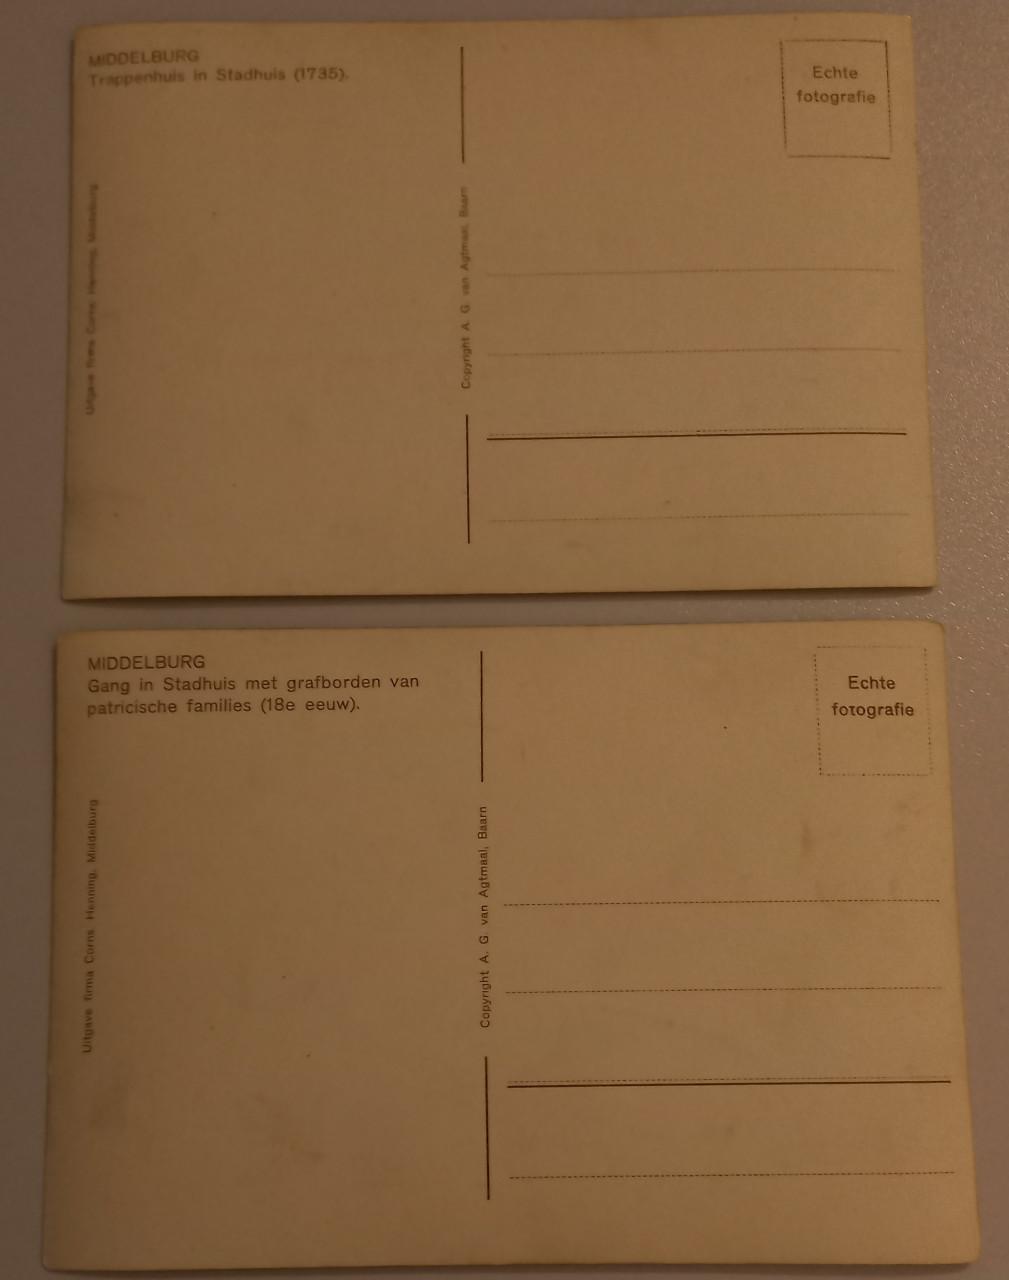 MIDDELBURG
Trappenhuis in Stadhuis (1735).
Echte
fotografie
Uitgave firma Corns. Henning, Middelburg
Copyright A. G. van Agtmaal, Baarn
MIDDELBURG
Gang in Stadhuis met grafborden van
patricische families (18e eeuw).
Echte
fotografie
Uitgave firma Corns. Henning, Middelburg
Copyright A. G. van Agtmaal, Baarn